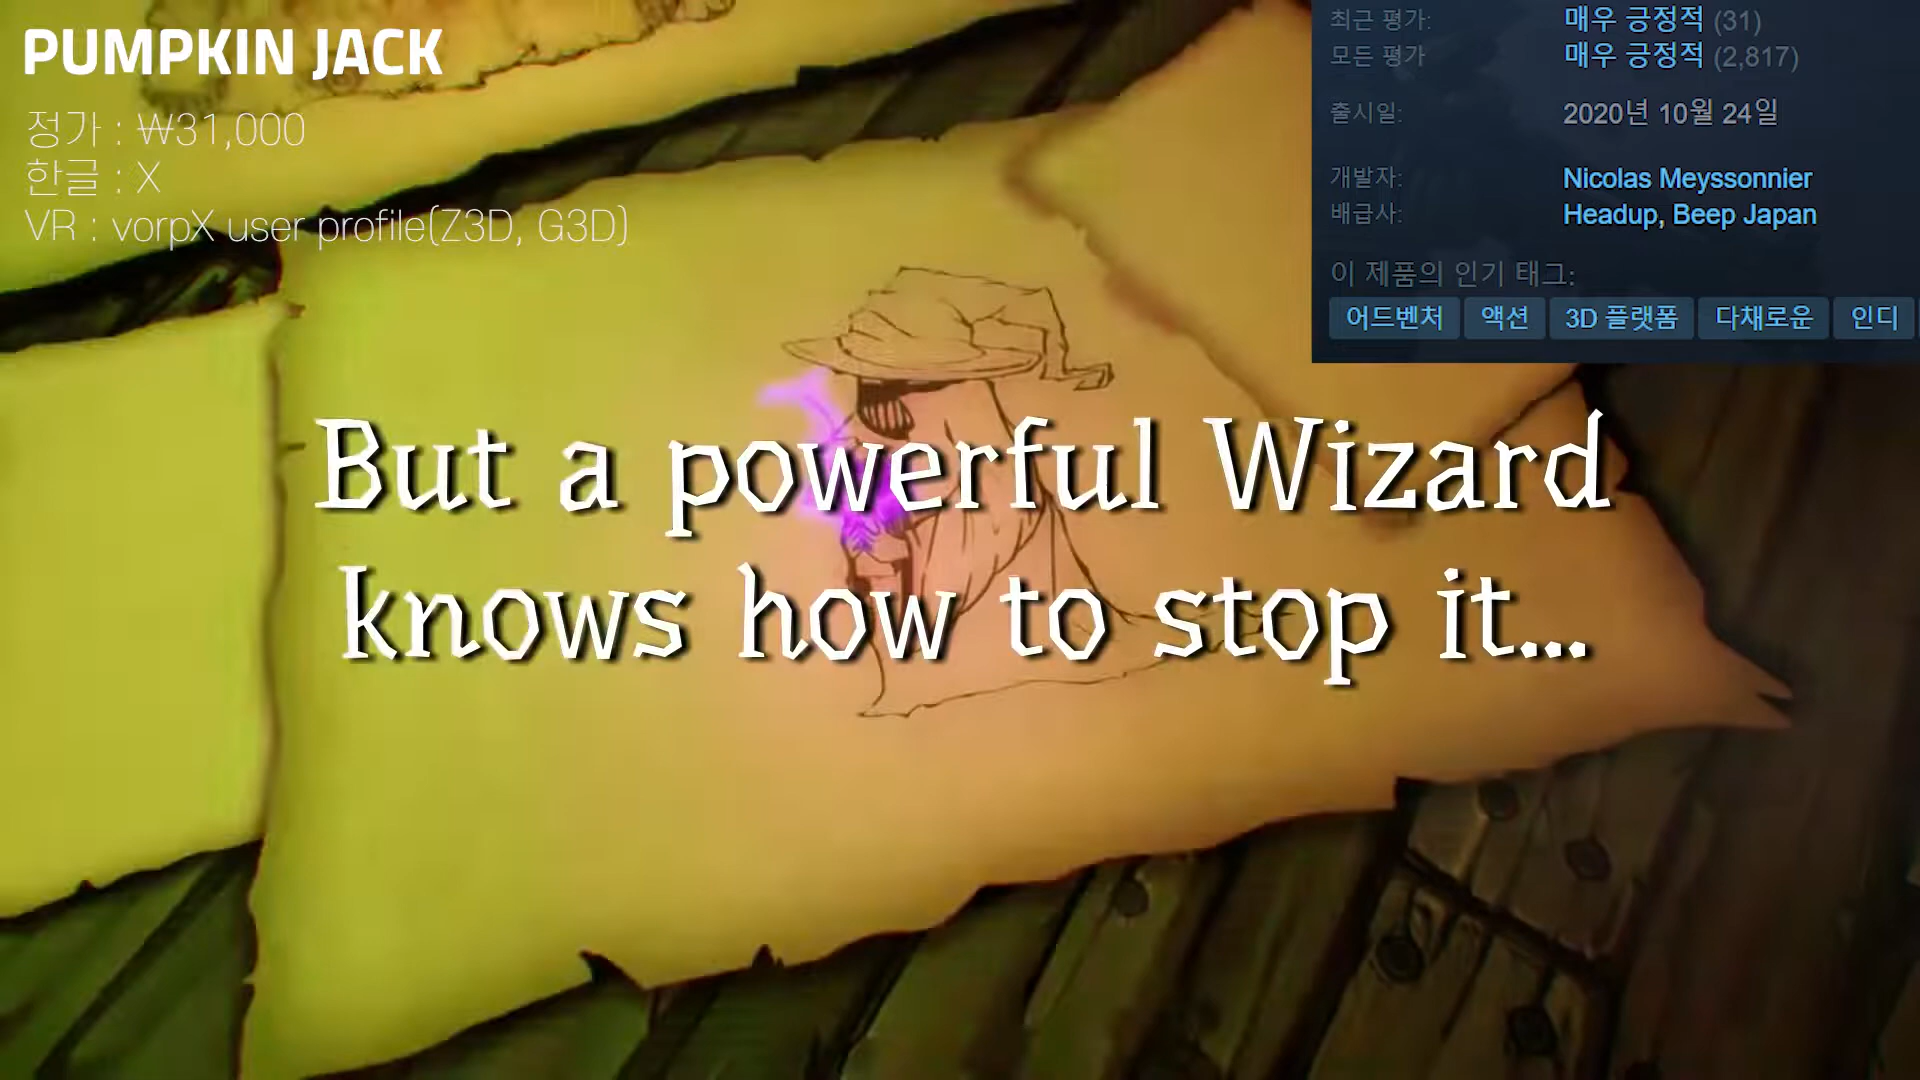 PUMPKIN JACK
정가 : ₩31,000
한글 : X
VR : vorpX user profile(Z3D, G3D)
최근 평가: 매우 긍정적 (31)
모든 평가 매우 긍정적 (2,817)
출시일: 2020년 10월 24일
개발자: Nicolas Meyssonnier
배급사: Headup, Beep Japan
이 제품의 인기 태그:
어드벤처 액션 3D 플랫폼 다채로운 인디
But a powerful Wizard
knows how to stop it...